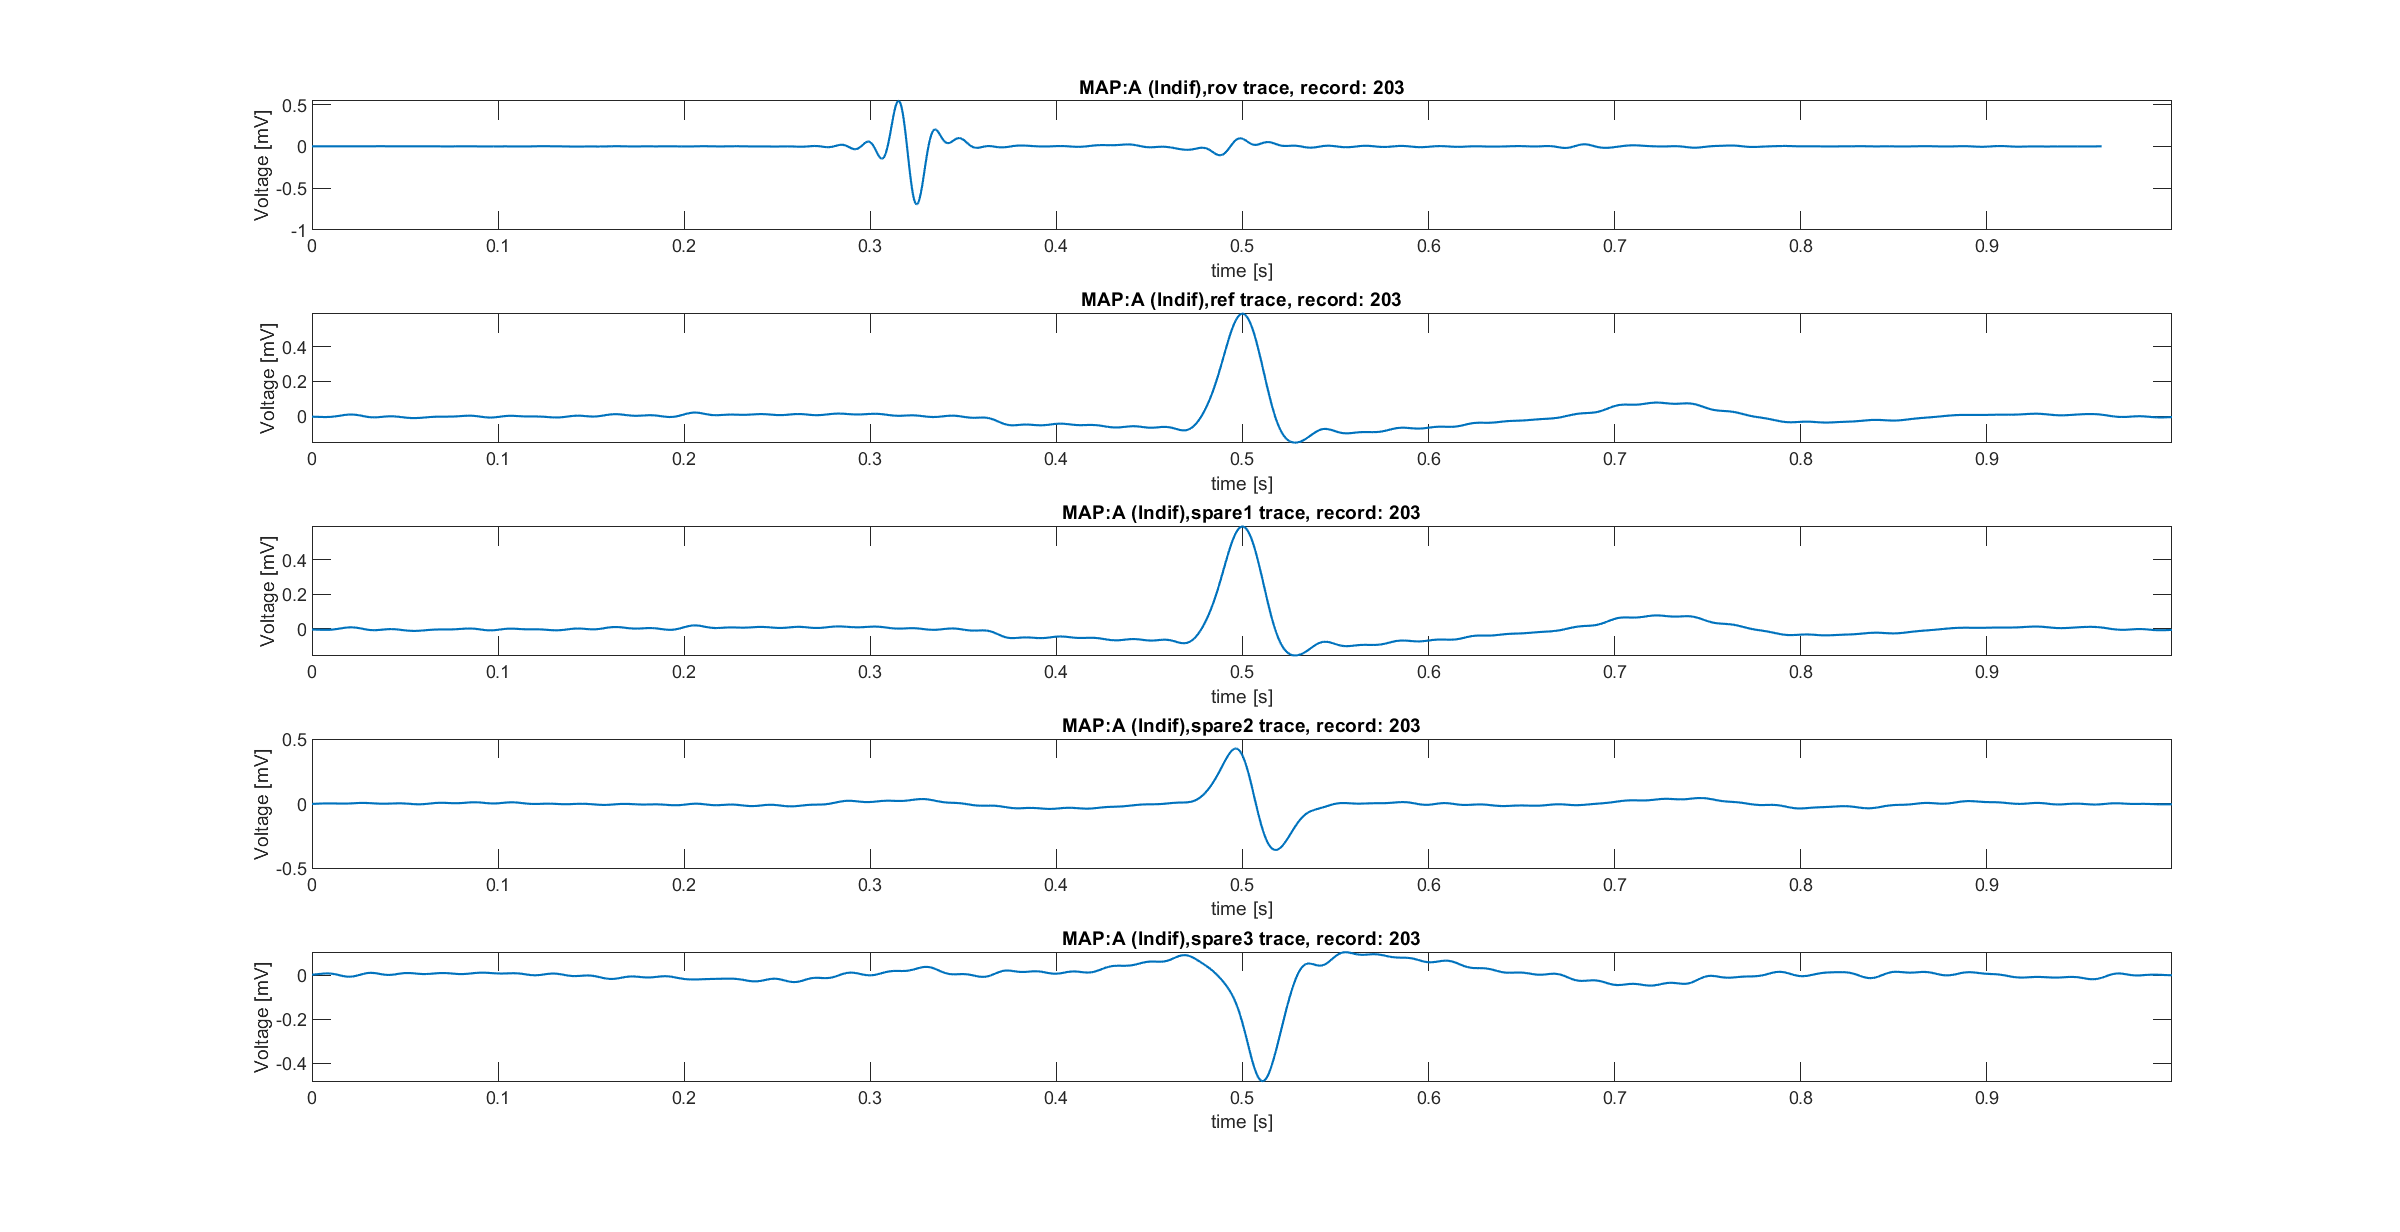 MAP:A (Indif),rov trace, record: 203
Voltage [mV]
0.5
0
-0.5
-1
0 0.1 0.2 0.3 0.4 0.5 0.6 0.7 0.8 0.9
time [s]
MAP:A (Indif),ref trace, record: 203
Voltage [mV]
0.4
0.2
0
0 0.1 0.2 0.3 0.4 0.5 0.6 0.7 0.8 0.9
time [s]
MAP:A (Indif),spare1 trace, record: 203
Voltage [mV]
0.4
0.2
0
0 0.1 0.2 0.3 0.4 0.5 0.6 0.7 0.8 0.9
time [s]
MAP:A (Indif),spare2 trace, record: 203
Voltage [mV]
0.5
0
-0.5
0 0.1 0.2 0.3 0.4 0.5 0.6 0.7 0.8 0.9
time [s]
MAP:A (Indif),spare3 trace, record: 203
Voltage [mV]
0
-0.2
-0.4
0 0.1 0.2 0.3 0.4 0.5 0.6 0.7 0.8 0.9
time [s]